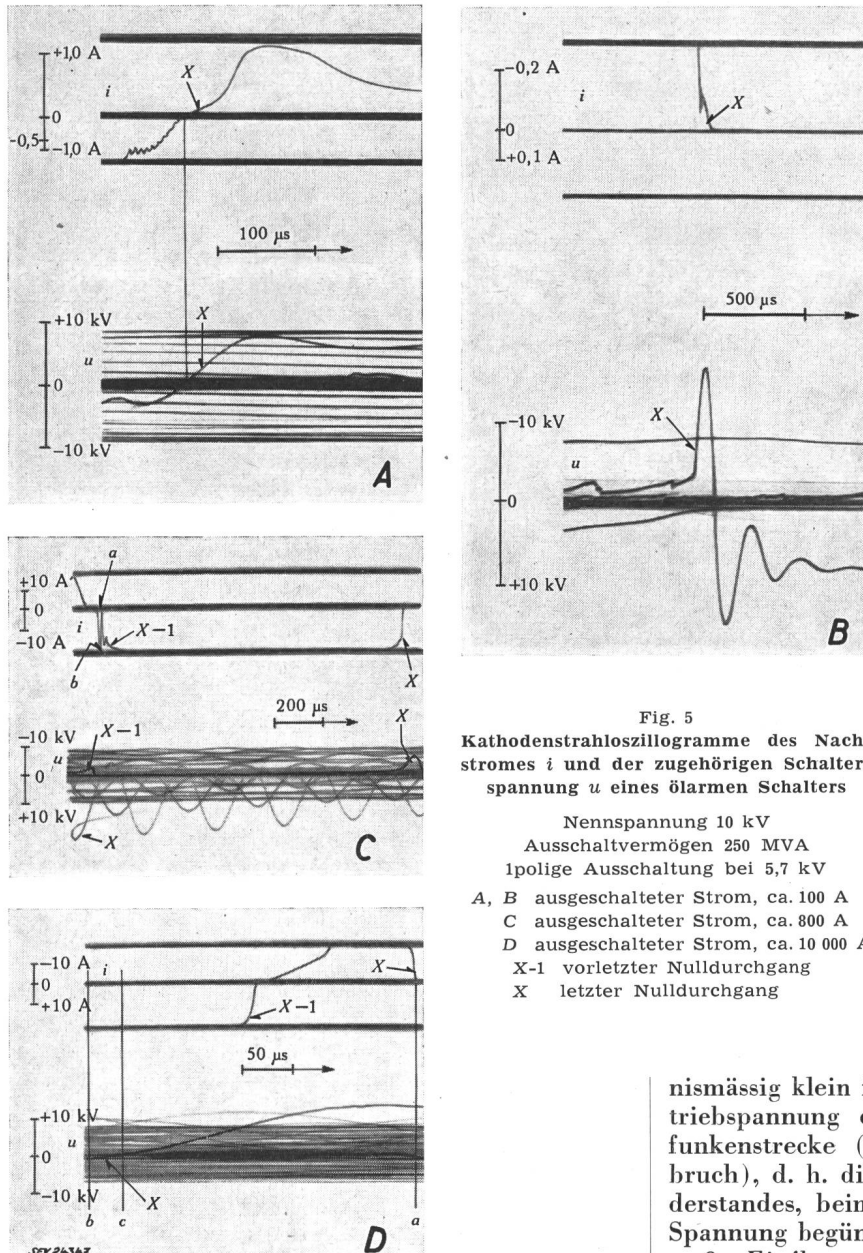 +1,0 A
X
i
0
-0,5
-1,0 A
100 µs
+10 kV
X
u
0
-10 kV
A
-0,2 A
i
X
0
+0,1 A
500 µs
-10 kV
X
u
0
+10 kV
B
a
+10 A
0
i
X-1
-10 A
b
X
200 µs
X
-10 kV
X-1
u
0
+10 kV
X
C
-10 A
i
X
0
+10 A
X-1
50 µs
+10 kV
u
0
-10 kV
X
b
c
a
D
Fig. 5
Kathodenstrahloszillogramme des Nach-
stromes i und der zugehörigen Schalter-
spannung u eines ölarmen Schalters
Nennspannung 10 kV
Ausschaltvermögen 250 MVA
1polige Ausschaltung bei 5,7 kV
A, B ausgeschalteter Strom, ca. 100 A
C ausgeschalteter Strom, ca. 800 A
D ausgeschalteter Strom, ca. 10 000 A
X-1 vorletzter Nulldurchgang
X letzter Nulldurchgang
nismässig klein
triebspannung
funkenstrecke (
bruch), d. h. di
derstandes, bein
Spannung begün